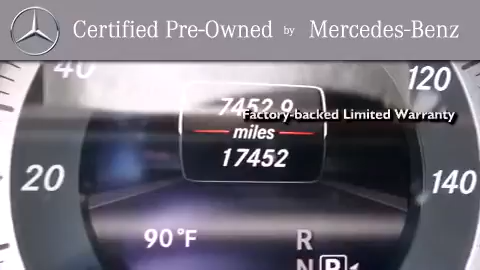 Certified Pre-Owned by Mercedes-Benz
40
120
7452.9
Factory-backed Limited Warranty
miles
17452
20
140
90°F
R
N P